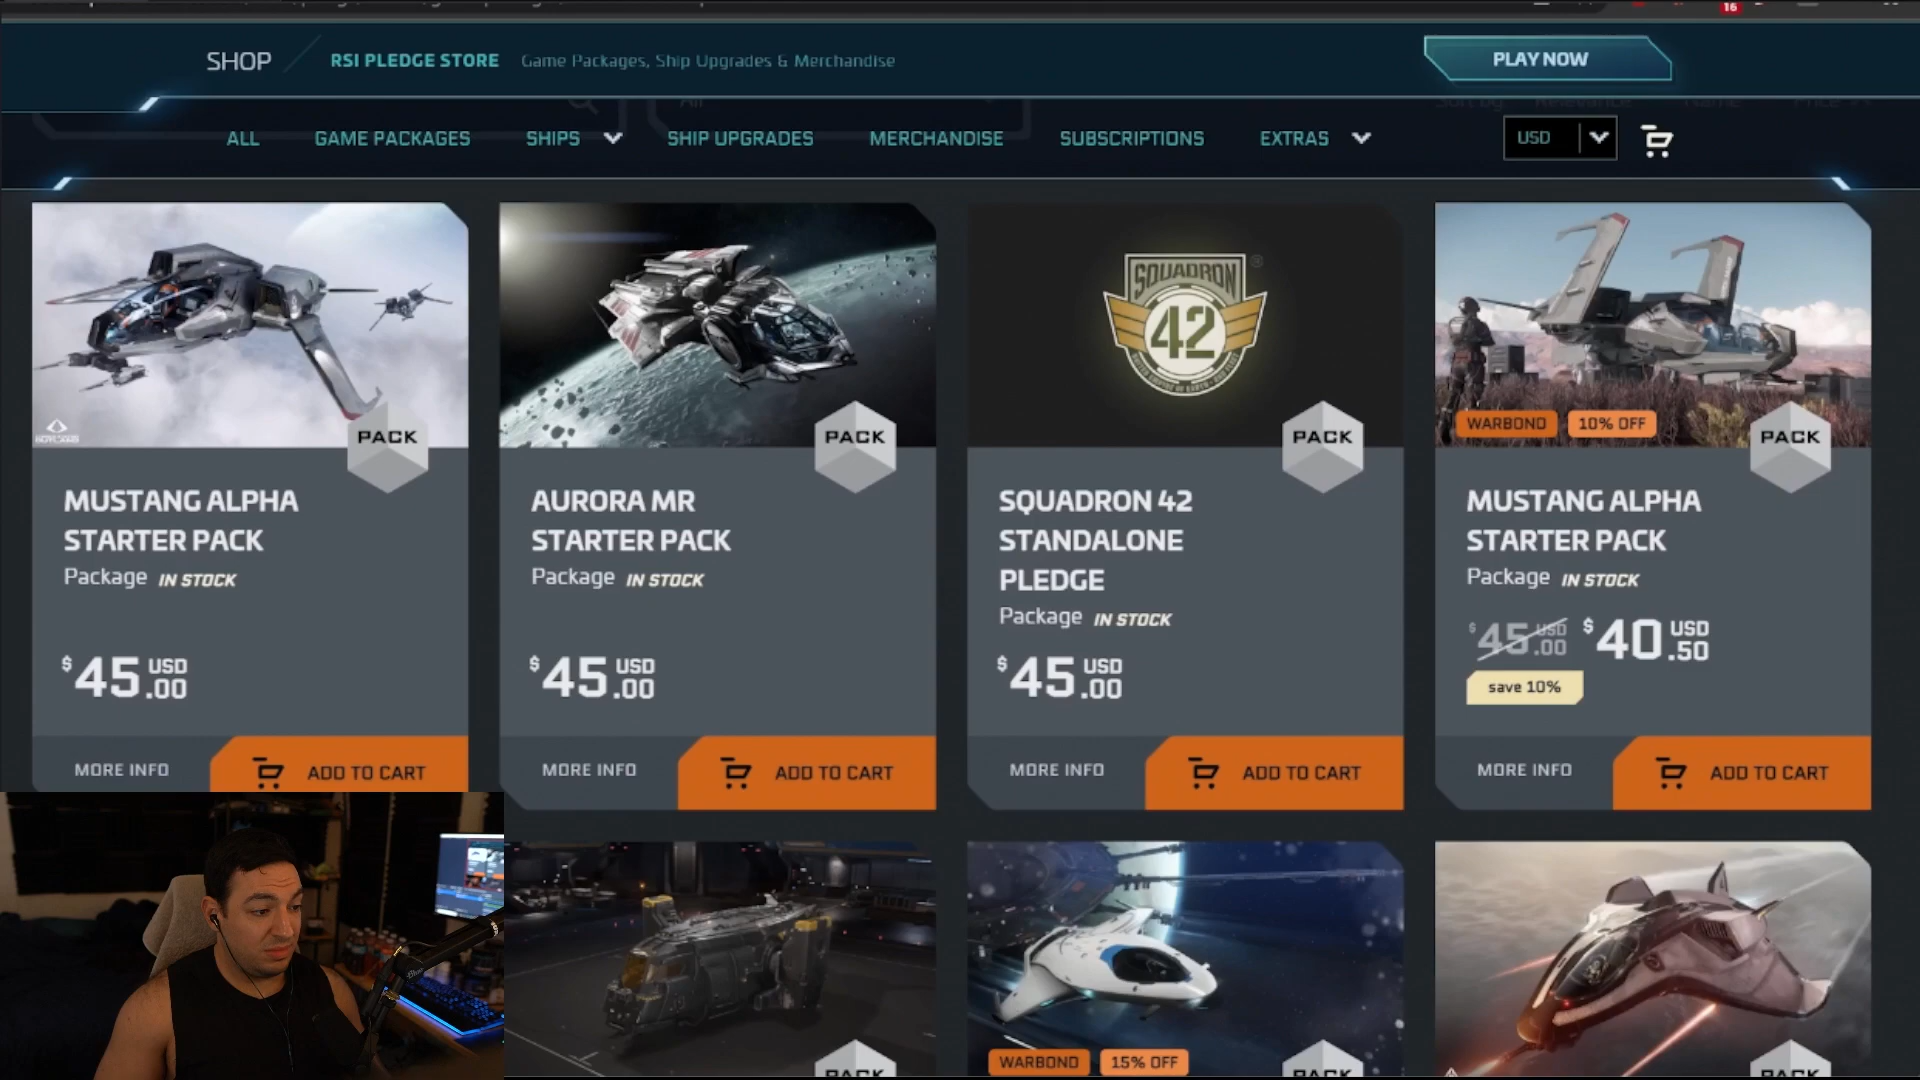 16
SHOP RSI PLEDGE STORE Game Packages, Ship Upgrades & Merchandise PLAY NOW
ALL GAME PACKAGES SHIPS SHIP UPGRADES MERCHANDISE SUBSCRIPTIONS EXTRAS USD
PACK
MUSTANG ALPHA
STARTER PACK
Package IN STOCK
$45.00 USD
MORE INFO ADD TO CART
PACK
AURORA MR
STARTER PACK
Package IN STOCK
$45.00 USD
MORE INFO ADD TO CART
SQUADRON
42
PACK
SQUADRON 42
STANDALONE
PLEDGE
Package IN STOCK
$45.00 USD
MORE INFO ADD TO CART
WARBOND 10% OFF
PACK
MUSTANG ALPHA
STARTER PACK
Package IN STOCK
$45.00 USD $40.50 USD
save 10%
MORE INFO ADD TO CART
PACK
WARBOND 15% OFF
PACK
PACK